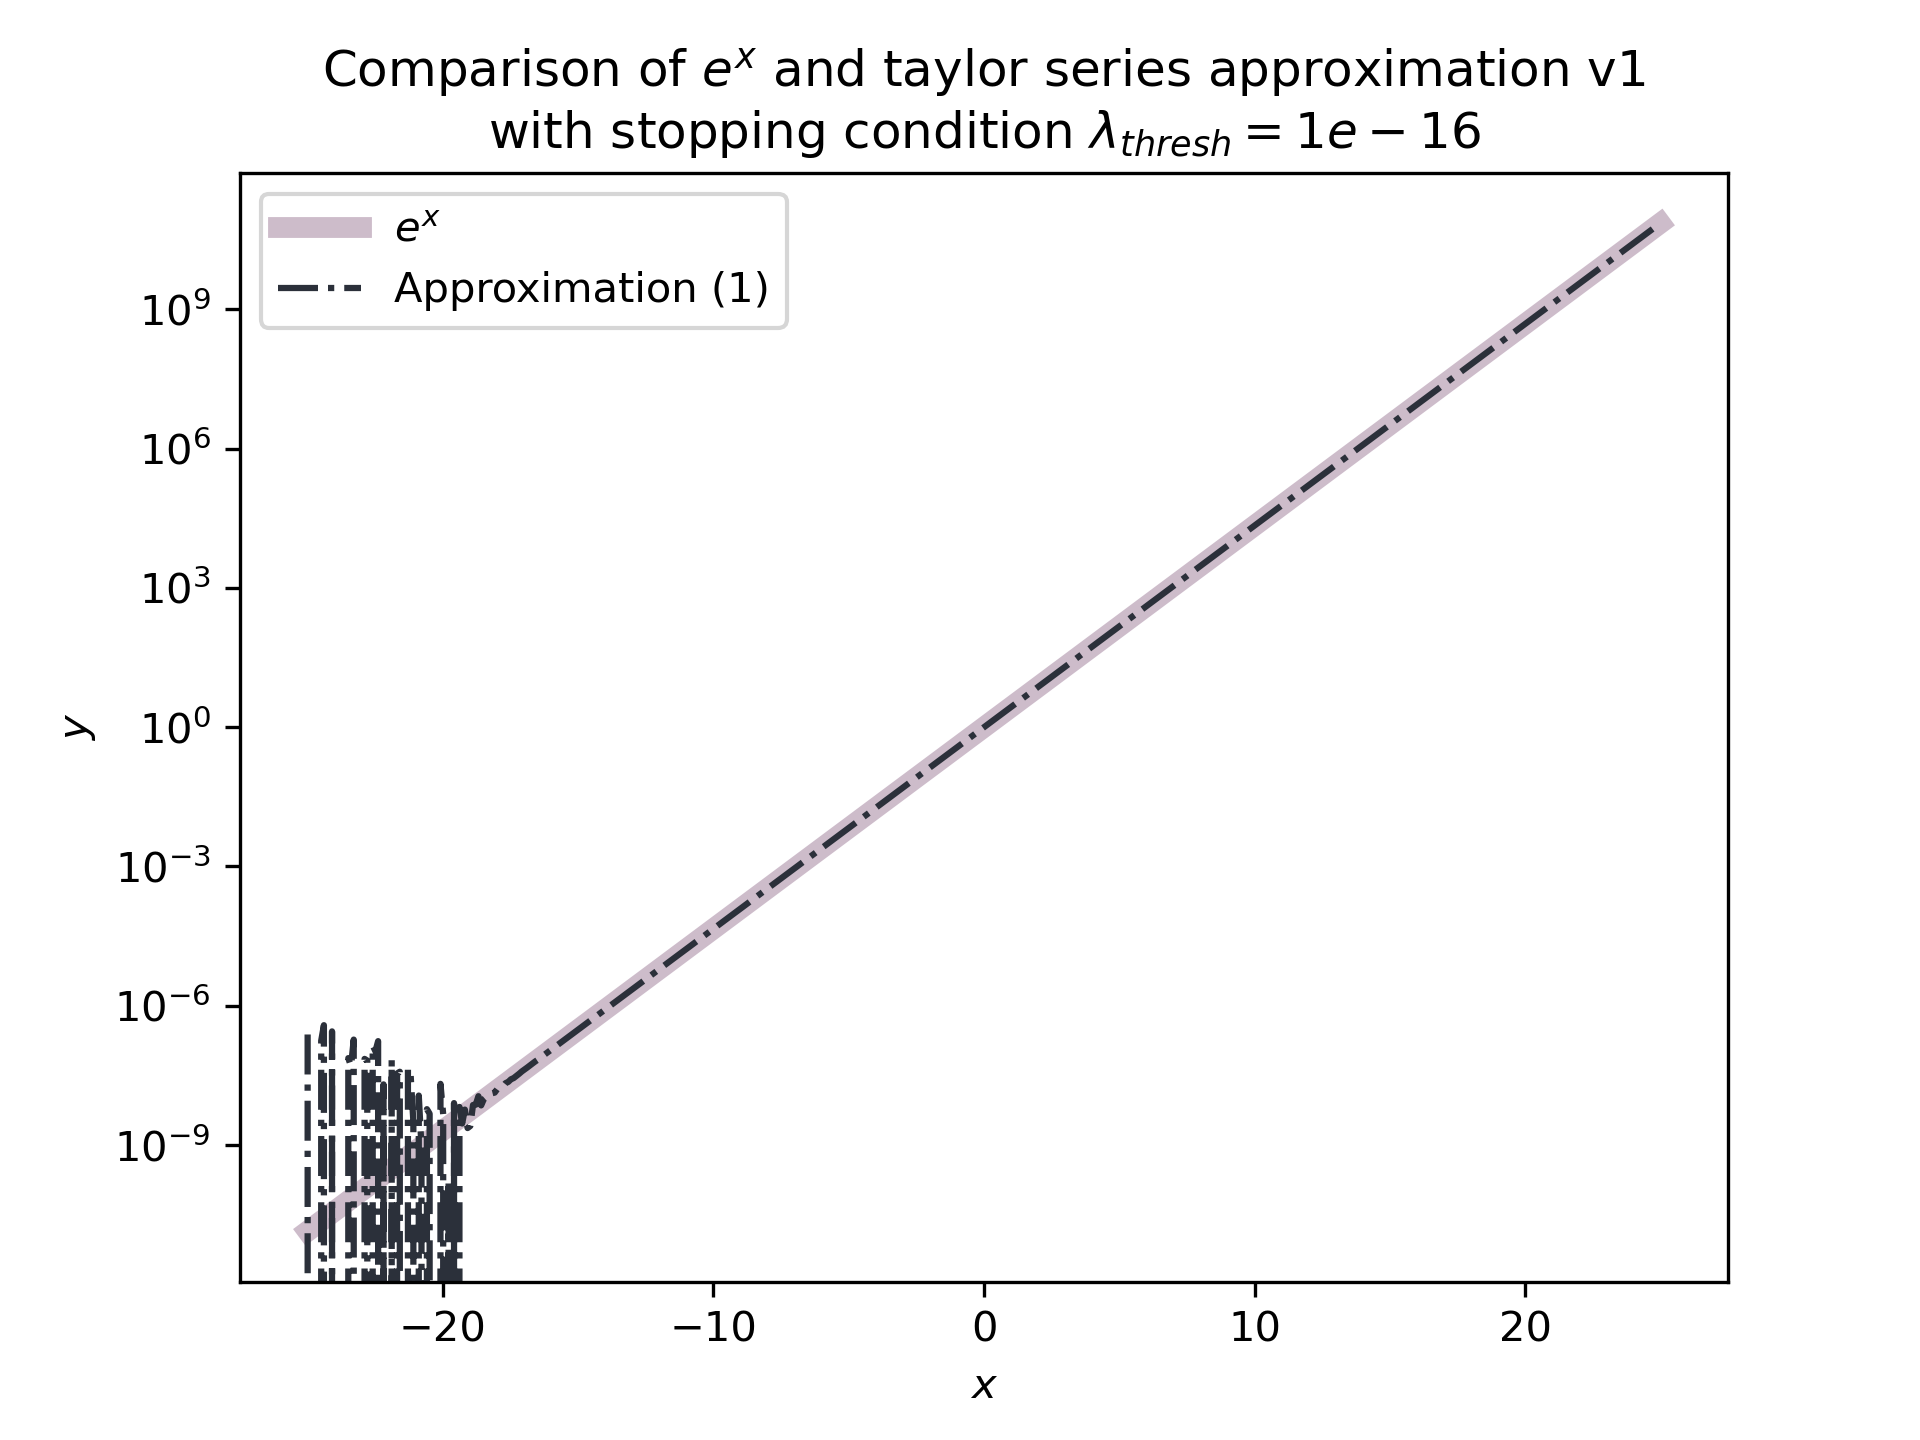 Comparison of e^x and taylor series approximation v1
with stopping condition λ_thresh = 1e − 16
e^x
Approximation (1)
10^9
10^6
10^3
10^0
10^−3
10^−6
10^−9
y
−20 −10 0 10 20
x